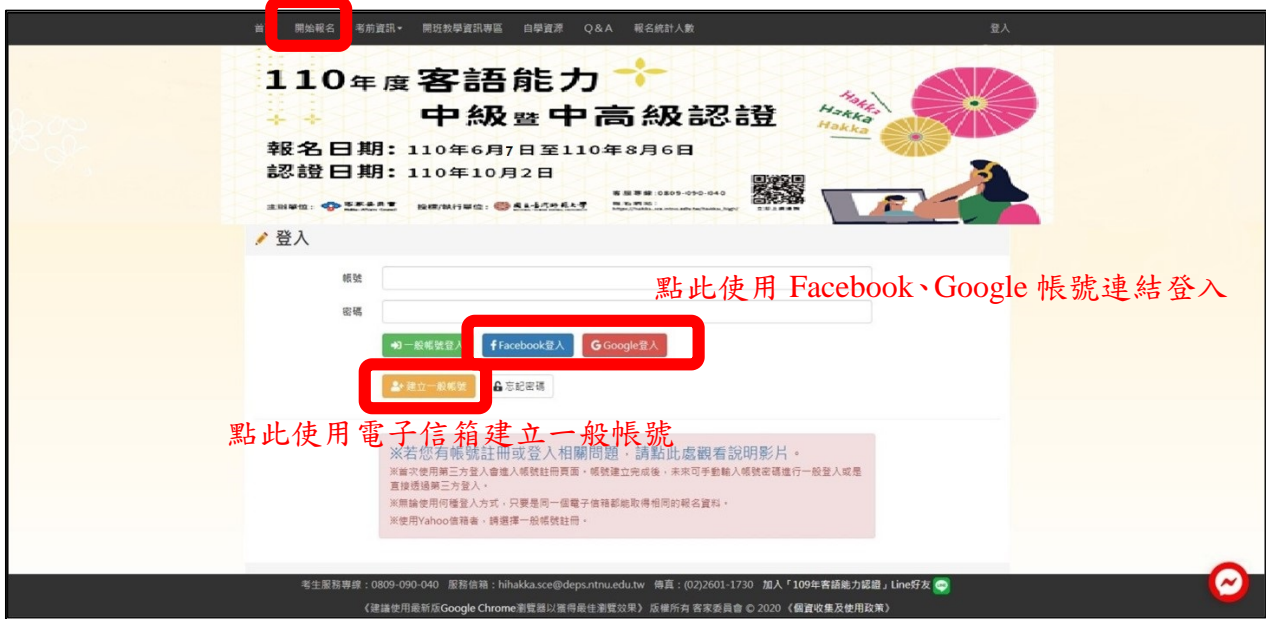 首 開始報名 考前資訊 開班教學資訊專區 自學資源 Q&A 報名統計人數 登入
110年度客語能力
中級暨中高級認證
Hakka
Hakka
Hakka
報名日期：110年6月7日至110年8月6日
認證日期：110年10月2日
客服專線:0809-090-040
報名網址:
主辦單位： 客家委員會 授權/執行單位：
登入
帳號
點此使用 Facebook、Google 帳號連結登入
密碼
一般帳號登入 Facebook登入 Google登入
建立一般帳號 忘記密碼
點此使用電子信箱建立一般帳號
※若您有帳號註冊或登入相關問題，請點此處觀看說明影片。
※首次使用第三方登入會進入帳號註冊頁面。帳號建立完成後，未來可手動輸入帳號密碼進行一般登入或是
直接透過第三方登入。
※無論使用何種登入方式，只要是同一個電子信箱都能取得相同的報名資料。
※使用Yahoo信箱者，請選擇一般帳號註冊。
考生服務專線：0809-090-040 服務信箱：hihakka.sce@deps.ntnu.edu.tw 傳真：(02)2601-1730 加入「109年客語能力認證」Line好友
《建議使用最新版Google Chrome瀏覽器以獲得最佳瀏覽效果》 版權所有 客家委員會 © 2020 《個資收集及使用政策》